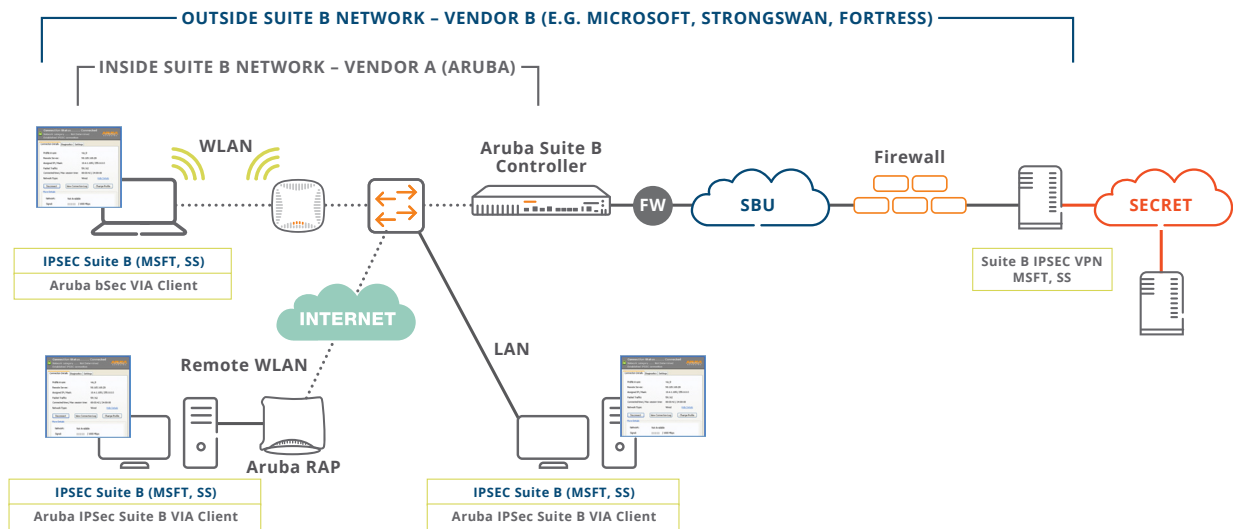 OUTSIDE SUITE B NETWORK – VENDOR B (E.G. MICROSOFT, STRONGSWAN, FORTRESS)
INSIDE SUITE B NETWORK – VENDOR A (ARUBA)
WLAN
Aruba Suite B
Controller
Firewall
FW
SBU
SECRET
IPSEC Suite B (MSFT, SS)
Aruba bSec VIA Client
Suite B IPSEC VPN
MSFT, SS
INTERNET
LAN
Remote WLAN
Aruba RAP
IPSEC Suite B (MSFT, SS)
Aruba IPSec Suite B VIA Client
IPSEC Suite B (MSFT, SS)
Aruba IPSec Suite B VIA Client